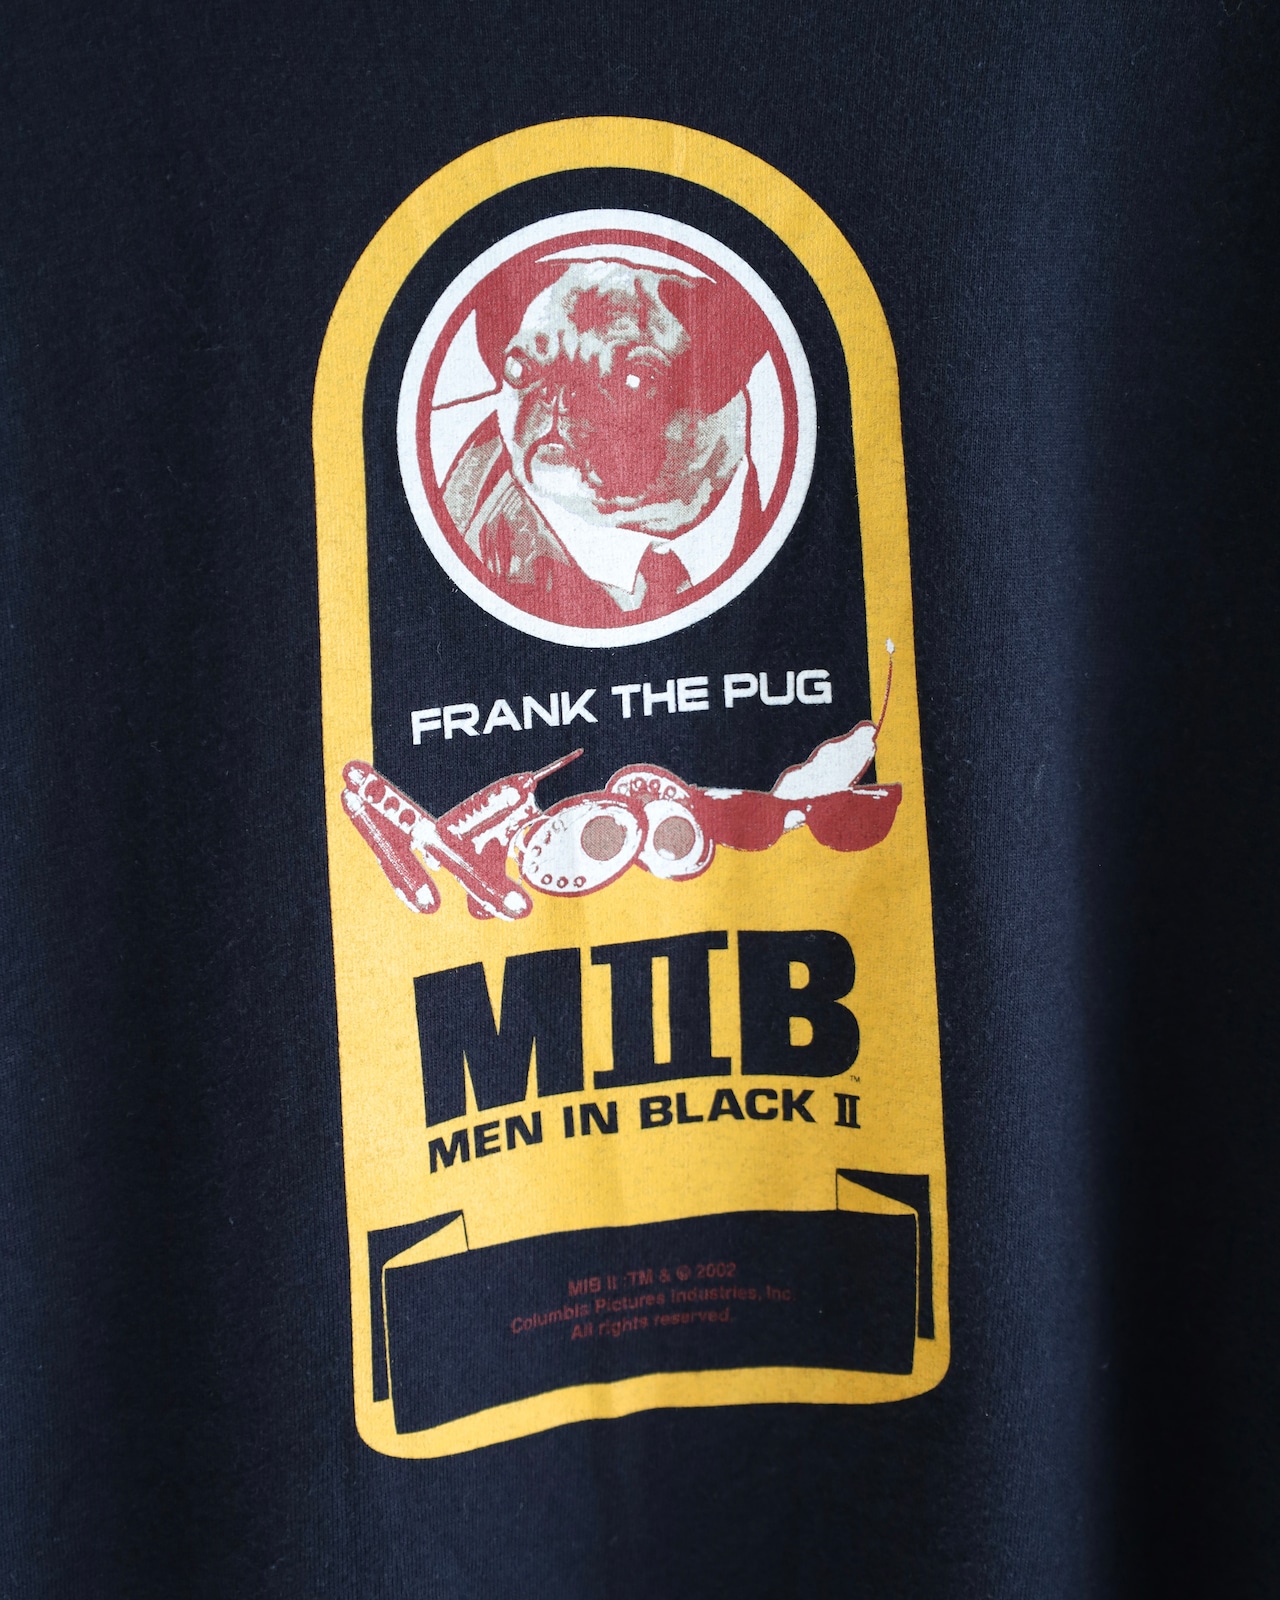 FRANK THE PUG
MIIB
™
MEN IN BLACK II
MIB II :TM & © 2002
Columbia Pictures Industries, Inc.
All rights reserved.